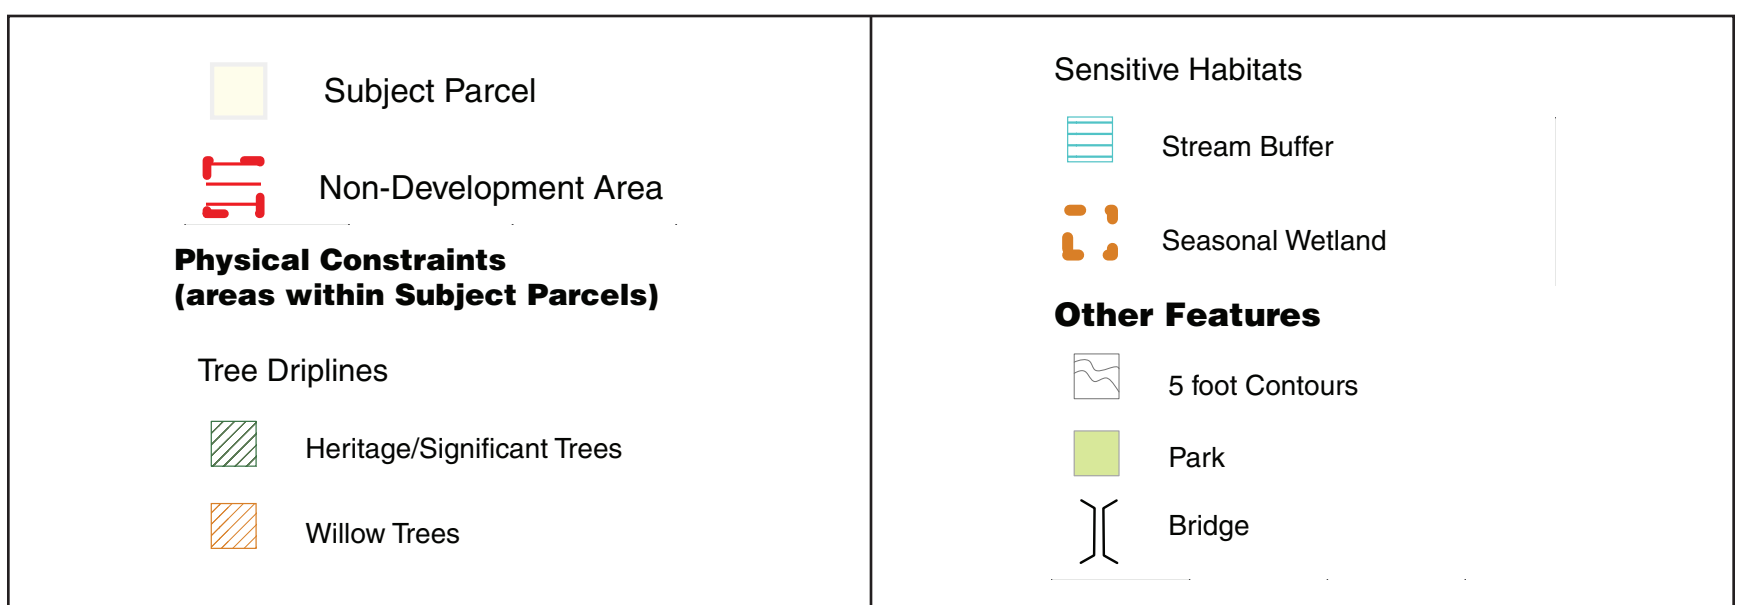 Subject Parcel
Non-Development Area
Physical Constraints
(areas within Subject Parcels)
Tree Driplines
Heritage/Significant Trees
Willow Trees
Sensitive Habitats
Stream Buffer
Seasonal Wetland
Other Features
5 foot Contours
Park
Bridge